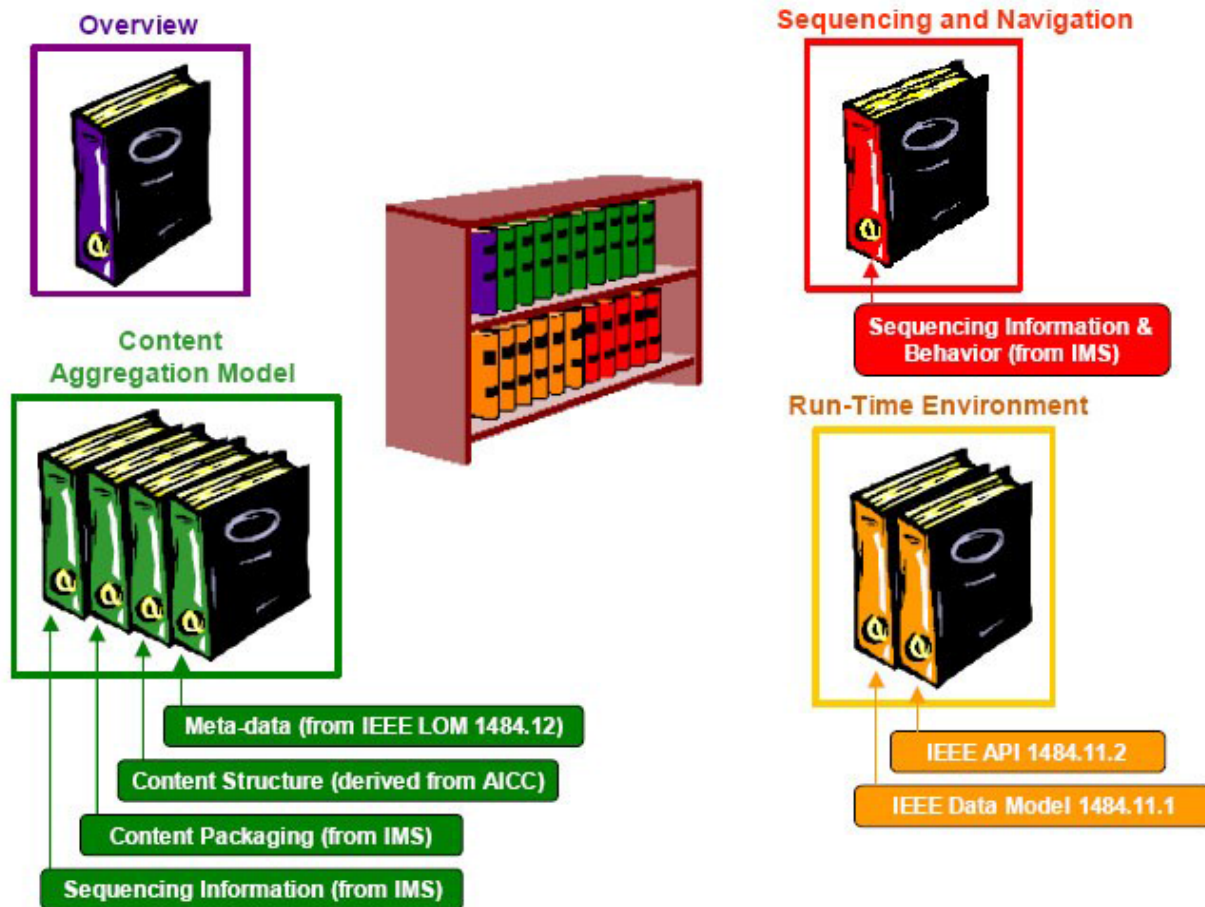 Overview
Sequencing and Navigation
Sequencing Information &
Behavior (from IMS)
Content
Aggregation Model
Run-Time Environment
Meta-data (from IEEE LOM 1484.12)
Content Structure (derived from AICC)
Content Packaging (from IMS)
Sequencing Information (from IMS)
IEEE API 1484.11.2
IEEE Data Model 1484.11.1